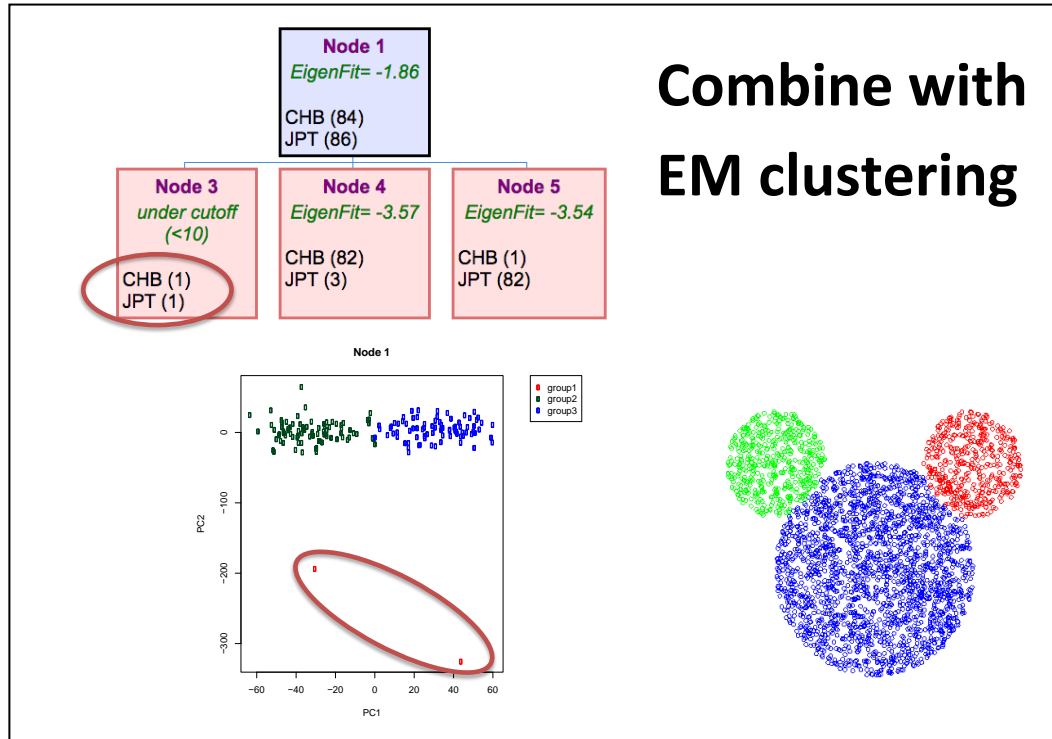 Combine with
EM clustering
Node 1
EigenFit= -1.86
CHB (84)
JPT (86)
Node 3
under cutoff
(<10)
CHB (1)
JPT (1)
Node 4
EigenFit= -3.57
CHB (82)
JPT (3)
Node 5
EigenFit= -3.54
CHB (1)
JPT (82)
Node 1
group1
group2
group3
0
−100
−200
−300
PC2
−60 −40 −20 0 20 40 60
PC1